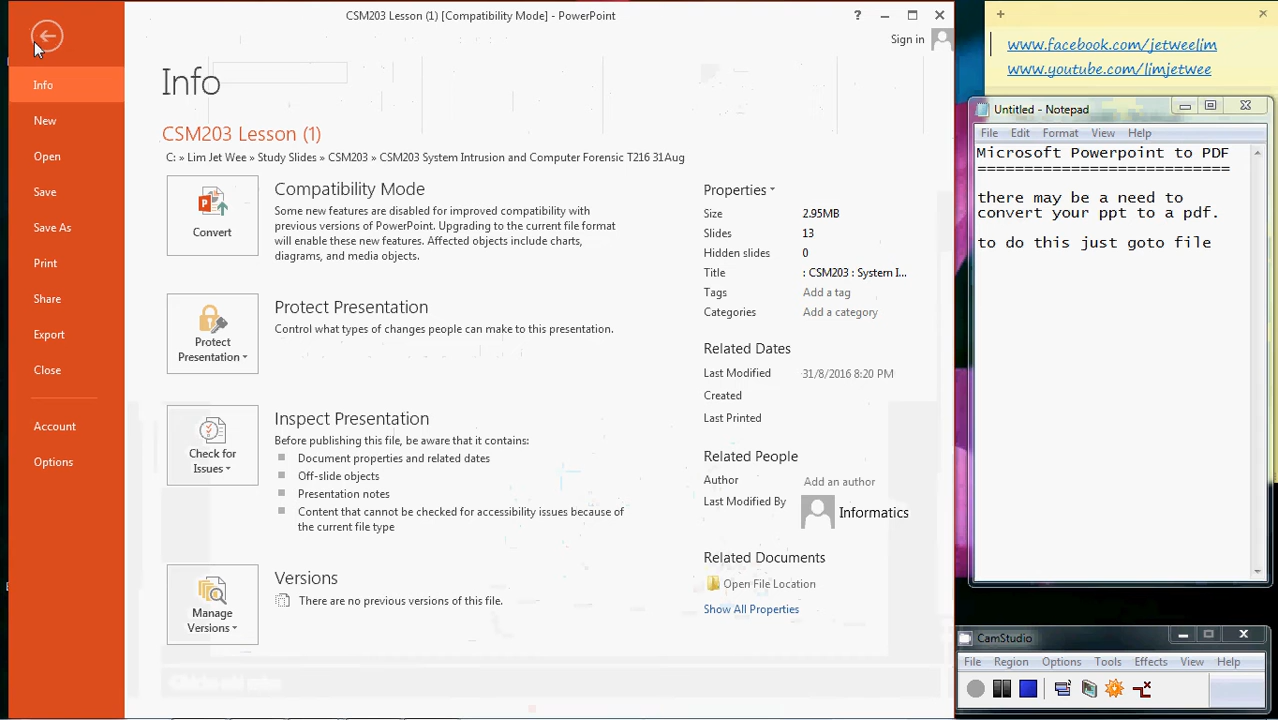 CSM203 Lesson (1) [Compatibility Mode] - PowerPoint
?
Sign in
Info
New
Open
Save
Save As
Print
Share
Export
Close
Account
Options
Info
CSM203 Lesson (1)
C: » Lim Jet Wee » Study Slides » CSM203 » CSM203 System Intrusion and Computer Forensic T216 31Aug
Convert
Compatibility Mode
Some new features are disabled for improved compatibility with
previous versions of PowerPoint. Upgrading to the current file format
will enable these new features. Affected objects include charts,
diagrams, and media objects.
Protect
Presentation
Protect Presentation
Control what types of changes people can make to this presentation.
Check for
Issues
Inspect Presentation
Before publishing this file, be aware that it contains:
Document properties and related dates
Off-slide objects
Presentation notes
Content that cannot be checked for accessibility issues because of
the current file type
Manage
Versions
Versions
There are no previous versions of this file.
Properties
Size 2.95MB
Slides 13
Hidden slides 0
Title : CSM203 : System I...
Tags Add a tag
Categories Add a category
Related Dates
Last Modified 31/8/2016 8:20 PM
Created
Last Printed
Related People
Author Add an author
Last Modified By
Informatics
Related Documents
Open File Location
Show All Properties
www.facebook.com/jetweelim
www.youtube.com/limjetwee
Untitled - Notepad
File Edit Format View Help
Microsoft Powerpoint to PDF
===========================
there may be a need to
convert your ppt to a pdf.
to do this just goto file
CamStudio
File Region Options Tools Effects View Help